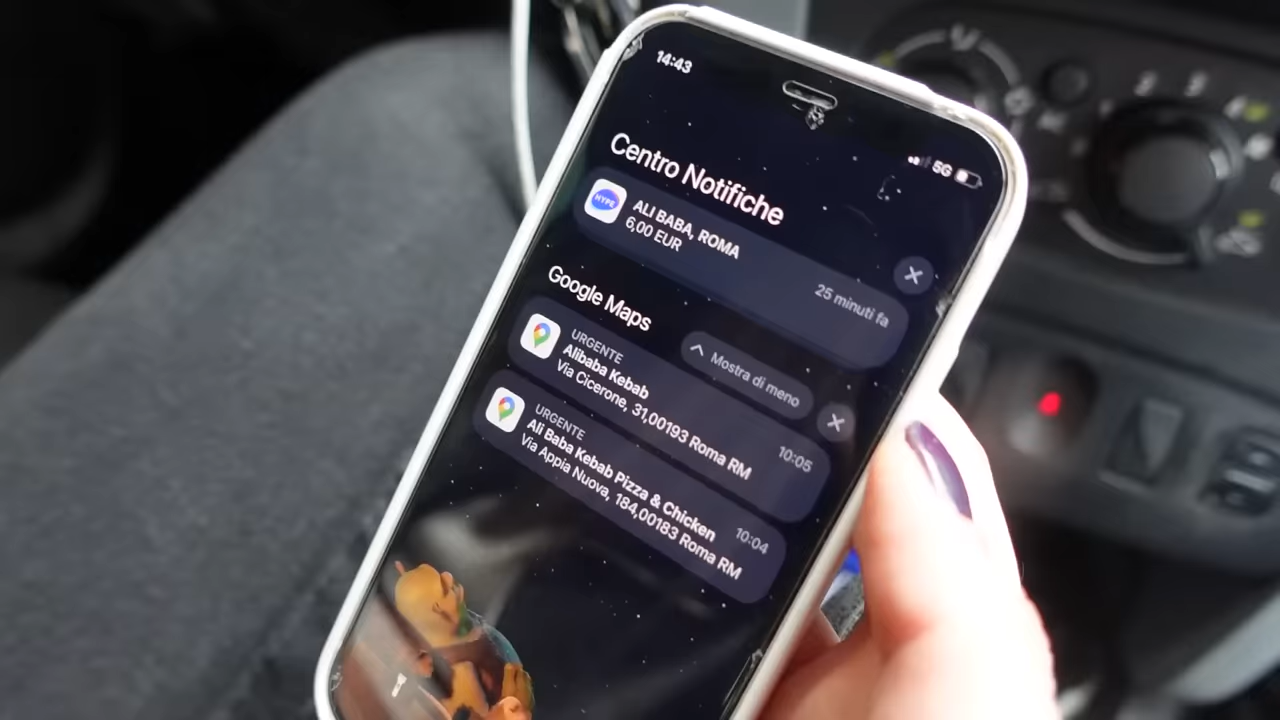 14:43
5G
Centro Notifiche
HYPE
ALI BABA, ROMA
6,00 EUR
25 minuti fa
Google Maps
Mostra di meno
URGENTE
Alibaba Kebab
Via Cicerone, 31,00193 Roma RM
10:05
URGENTE
Ali Baba Kebab Pizza & Chicken
Via Appia Nuova, 184,00183 Roma RM
10:04
2 3